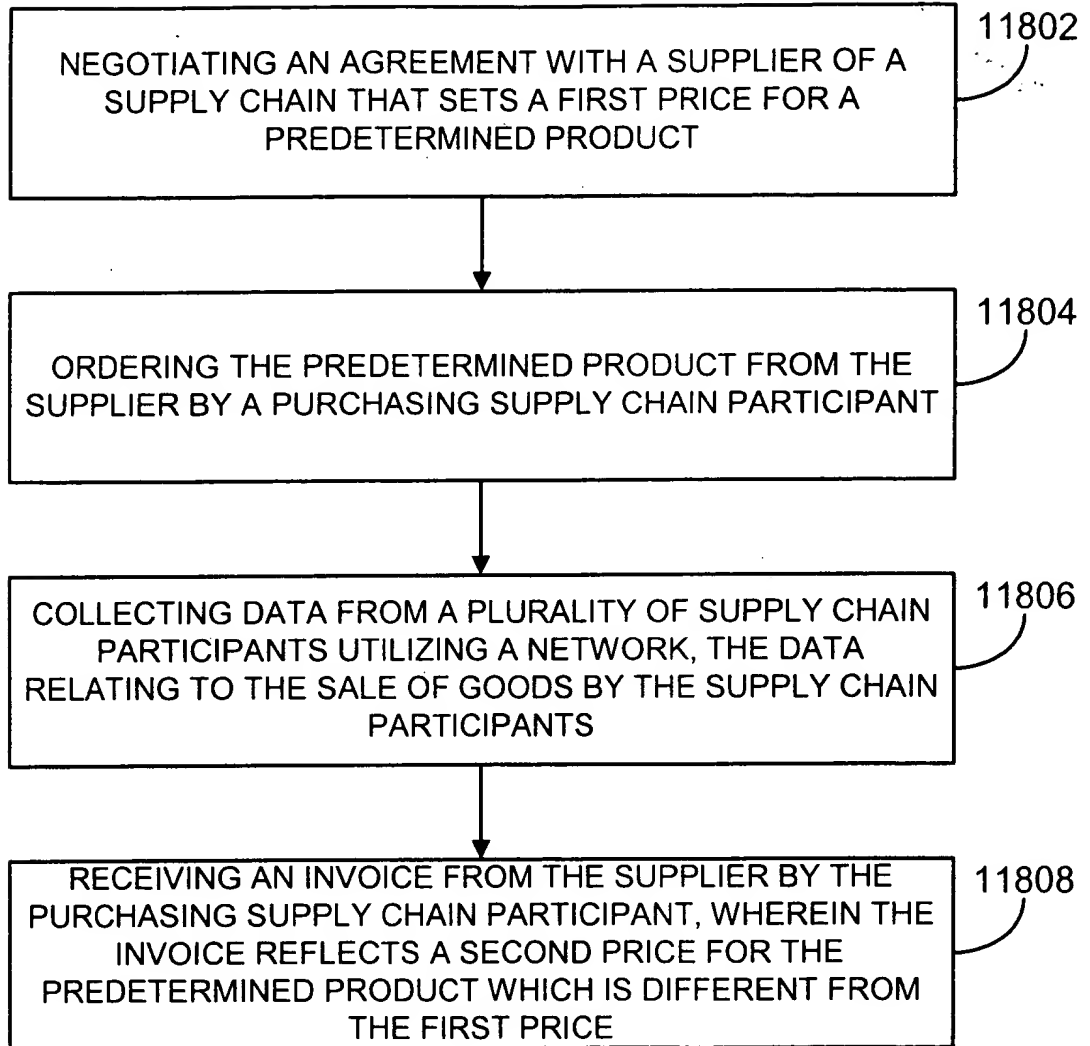 11802
NEGOTIATING AN AGREEMENT WITH A SUPPLIER OF A
SUPPLY CHAIN THAT SETS A FIRST PRICE FOR A
PREDETERMINED PRODUCT
11804
ORDERING THE PREDETERMINED PRODUCT FROM THE
SUPPLIER BY A PURCHASING SUPPLY CHAIN PARTICIPANT
11806
COLLECTING DATA FROM A PLURALITY OF SUPPLY CHAIN
PARTICIPANTS UTILIZING A NETWORK, THE DATA
RELATING TO THE SALE OF GOODS BY THE SUPPLY CHAIN
PARTICIPANTS
11808
RECEIVING AN INVOICE FROM THE SUPPLIER BY THE
PURCHASING SUPPLY CHAIN PARTICIPANT, WHEREIN THE
INVOICE REFLECTS A SECOND PRICE FOR THE
PREDETERMINED PRODUCT WHICH IS DIFFERENT FROM
THE FIRST PRICE